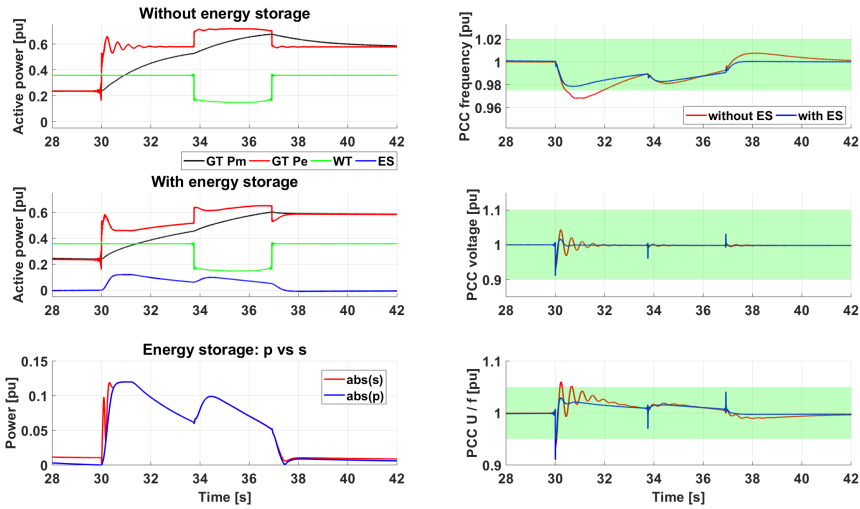 Without energy storage
Active power [pu]
0.6
0.4
0.2
0
28 30 32 34 36 38 40 42
GT Pm GT Pe WT ES
With energy storage
Active power [pu]
0.6
0.4
0.2
0
28 30 32 34 36 38 40 42
Energy storage: p vs s
Power [pu]
0.15
0.1
0.05
0
abs(s)
abs(p)
28 30 32 34 36 38 40 42
Time [s]
PCC frequency [pu]
1.02
1
0.98
0.96
without ES with ES
28 30 32 34 36 38 40 42
PCC voltage [pu]
1.1
1
0.9
28 30 32 34 36 38 40 42
PCC U / f [pu]
1.1
1
0.9
28 30 32 34 36 38 40 42
Time [s]